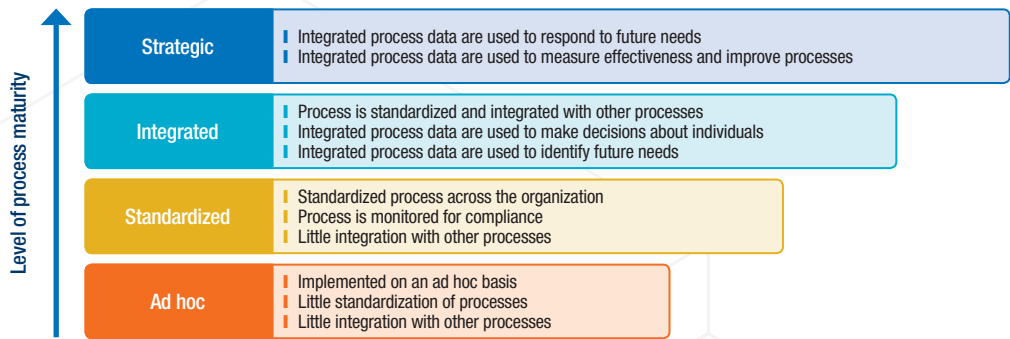 Level of process maturity
Strategic
Integrated process data are used to respond to future needs
Integrated process data are used to measure effectiveness and improve processes
Integrated
Process is standardized and integrated with other processes
Integrated process data are used to make decisions about individuals
Integrated process data are used to identify future needs
Standardized
Standardized process across the organization
Process is monitored for compliance
Little integration with other processes
Ad hoc
Implemented on an ad hoc basis
Little standardization of processes
Little integration with other processes